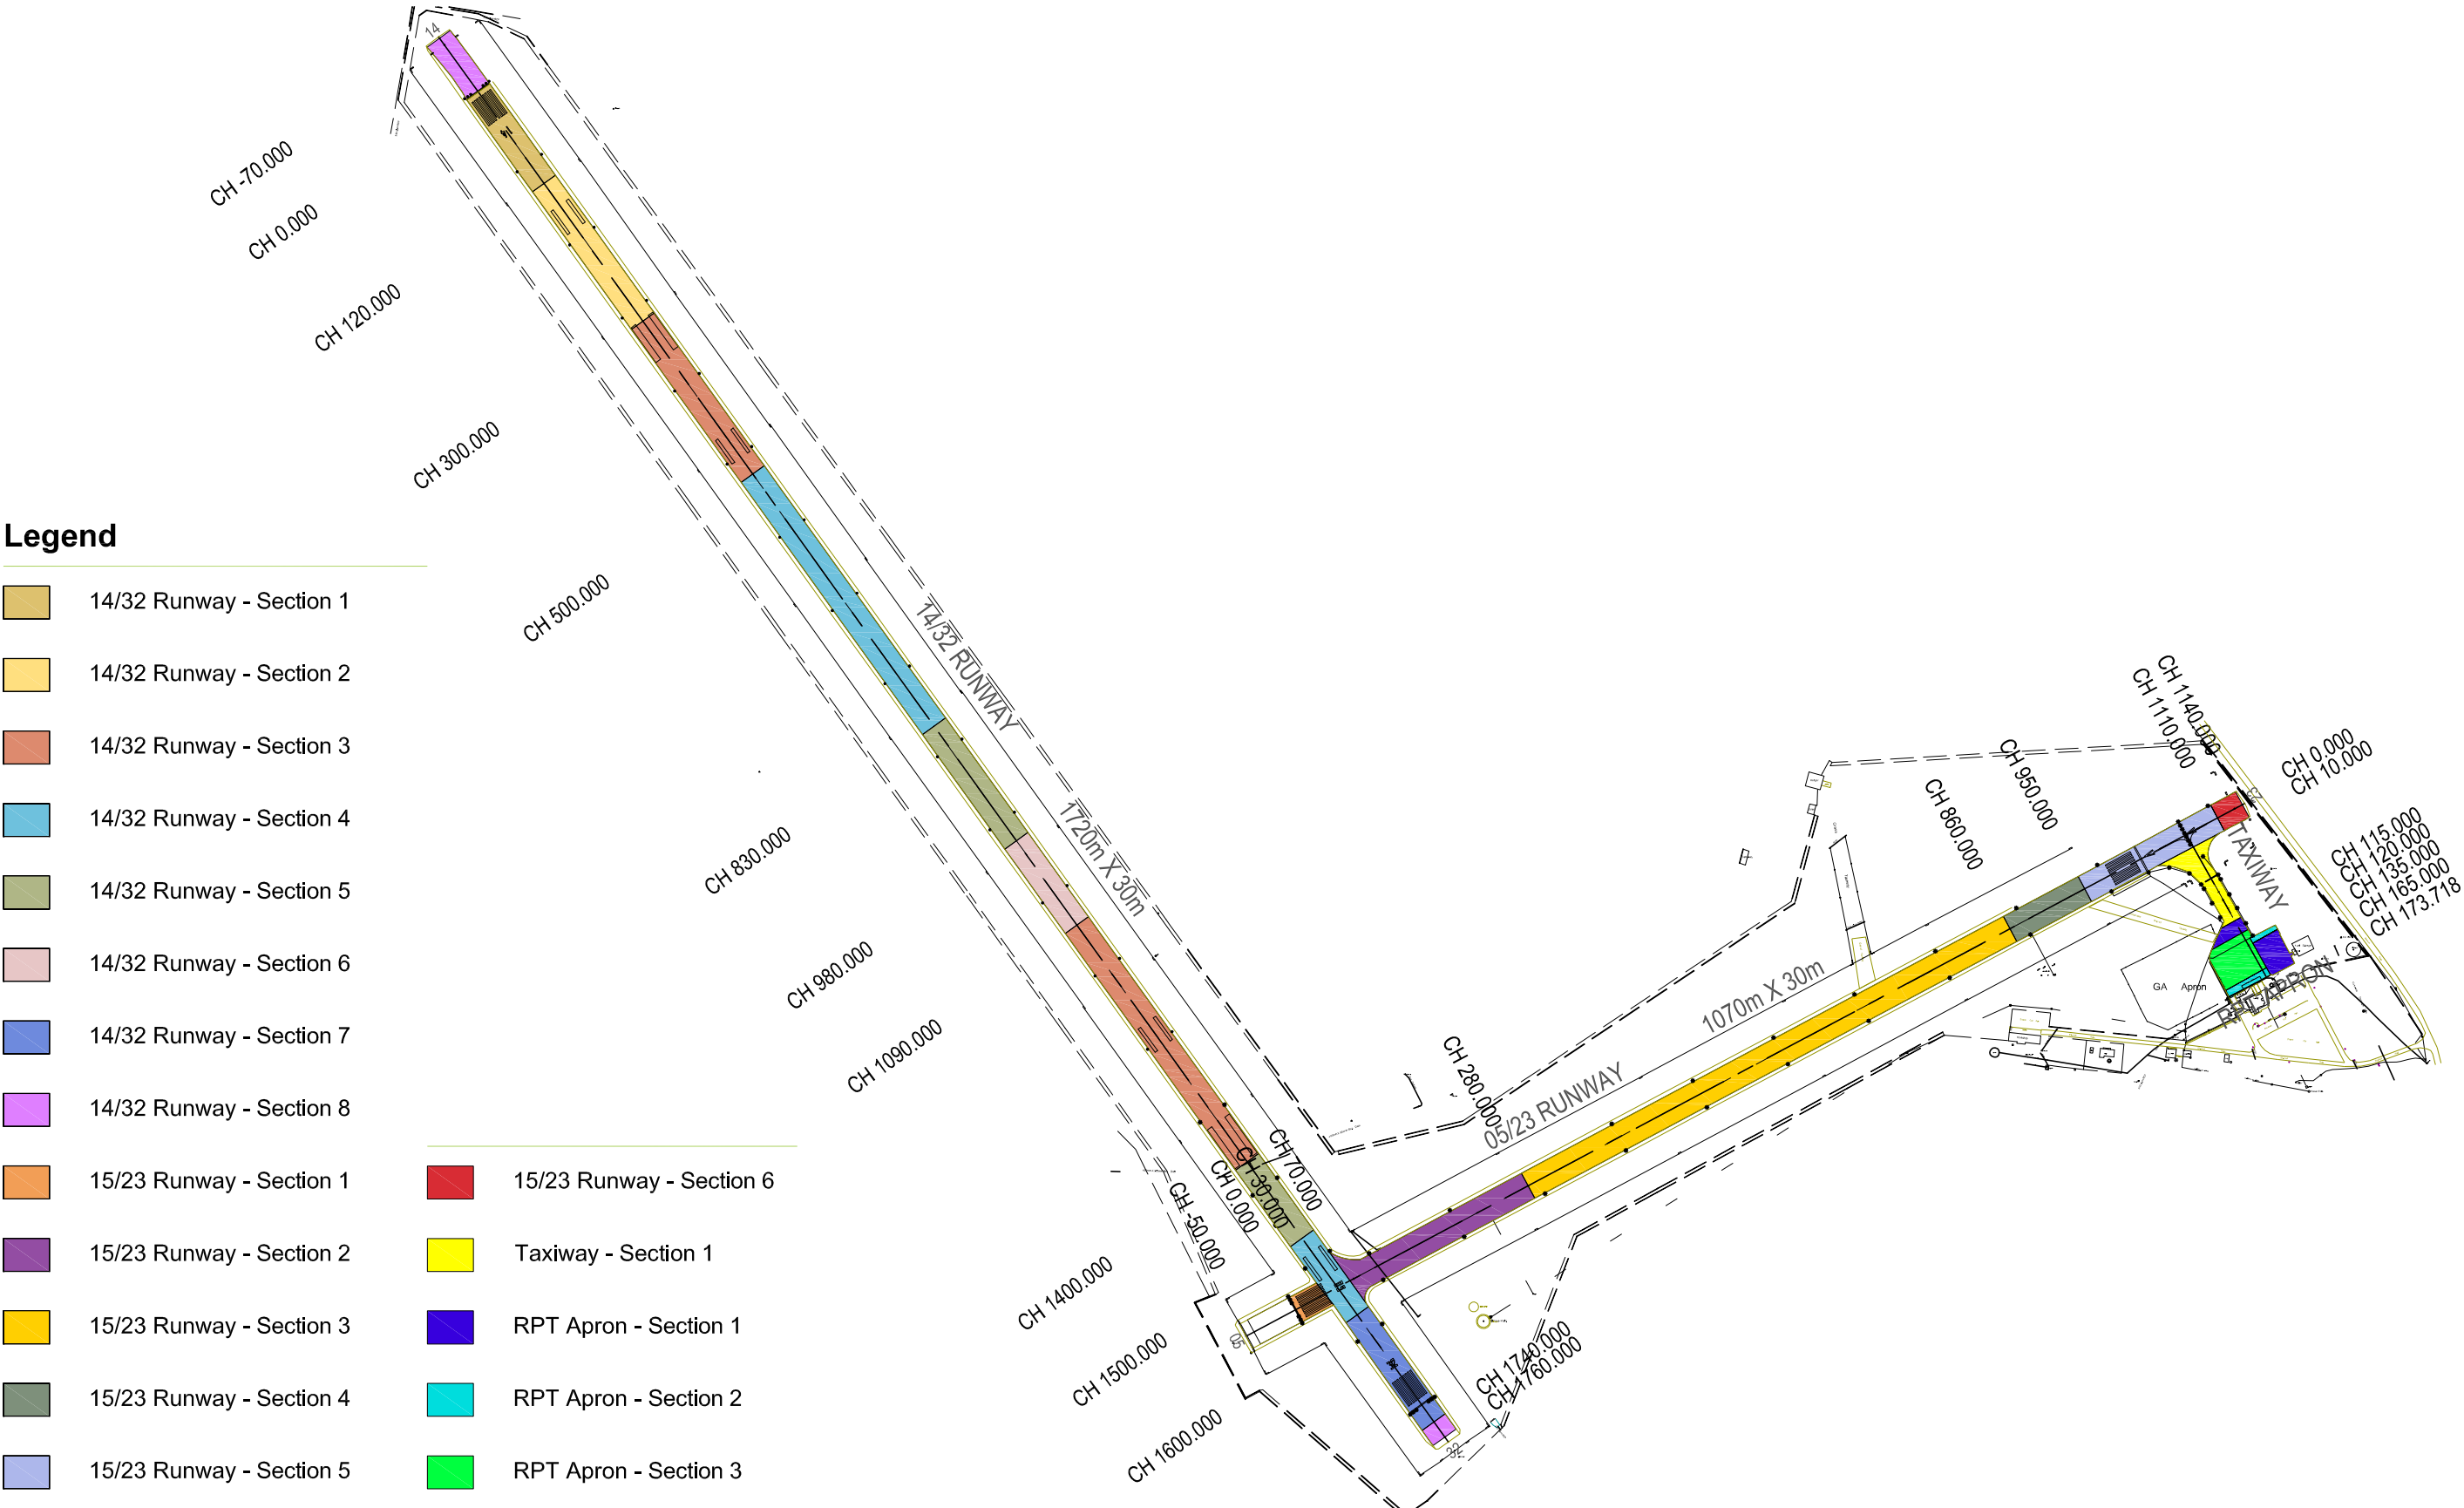 14
CH -70.000
CH 0.000
CH 120.000
CH 300.000
CH 500.000
CH 830.000
CH 980.000
CH 1090.000
CH 1400.000
CH 1500.000
CH 1600.000
CH 1740.000
CH 1760.000
14/32 RUNWAY
1720m X 30m
32
05
CH -50.000
CH 0.000
CH 30.000
CH 70.000
CH 280.000
05/23 RUNWAY
1070m X 30m
CH 860.000
CH 950.000
CH 1110.000
CH 1140.000
23
CH 0.000
CH 10.000
CH 115.000
CH 120.000
CH 135.000
CH 165.000
CH 173.718
TAXIWAY
RPT APRON
GA Apron
Legend
14/32 Runway - Section 1
14/32 Runway - Section 2
14/32 Runway - Section 3
14/32 Runway - Section 4
14/32 Runway - Section 5
14/32 Runway - Section 6
14/32 Runway - Section 7
14/32 Runway - Section 8
15/23 Runway - Section 1
15/23 Runway - Section 2
15/23 Runway - Section 3
15/23 Runway - Section 4
15/23 Runway - Section 5
15/23 Runway - Section 6
Taxiway - Section 1
RPT Apron - Section 1
RPT Apron - Section 2
RPT Apron - Section 3